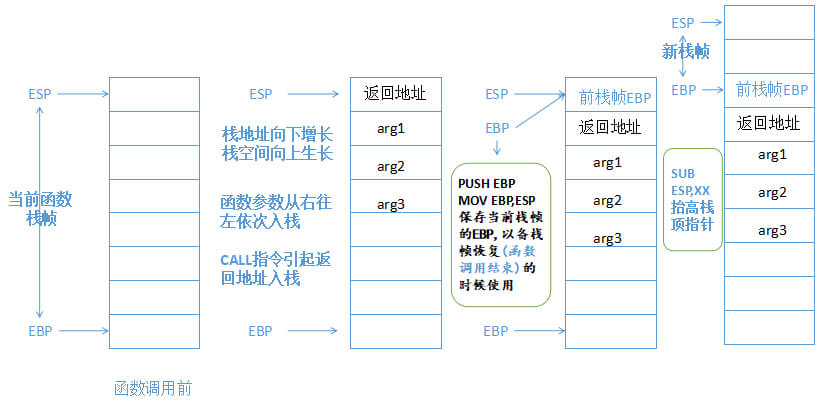 ESP
当前函数
栈帧
EBP
函数调用前
ESP
栈地址向下增长
栈空间向上生长
函数参数从右往
左依次入栈
CALL指令引起返
回地址入栈
EBP
返回地址
arg1
arg2
arg3
ESP
EBP
PUSH EBP
MOV EBP,ESP
保存当前栈帧
的EBP, 以备栈
帧恢复(函数
调用结束) 的
时候使用
EBP
前栈帧EBP
返回地址
arg1
arg2
arg3
ESP
新栈帧
EBP
SUB
ESP,XX
抬高栈
顶指针
前栈帧EBP
返回地址
arg1
arg2
arg3